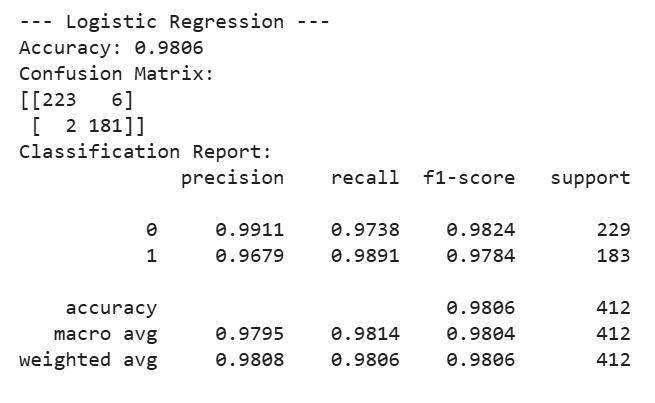 --- Logistic Regression ---
Accuracy: 0.9806
Confusion Matrix:
[[223   6]
 [  2 181]]
Classification Report:
              precision    recall  f1-score   support

           0     0.9911    0.9738    0.9824       229
           1     0.9679    0.9891    0.9784       183

    accuracy                         0.9806       412
   macro avg     0.9795    0.9814    0.9804       412
weighted avg     0.9808    0.9806    0.9806       412